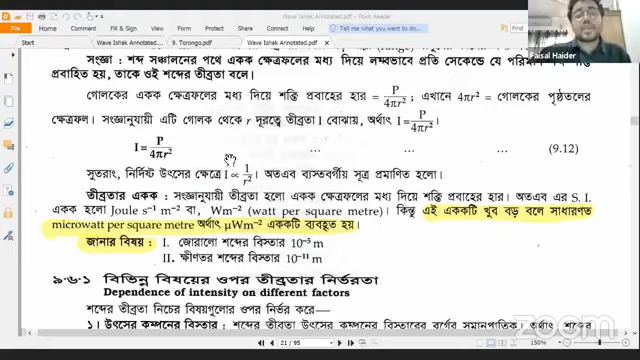 Wave Ishak Annotated.pdf - Foxit Reader
File Home Comment Fill & Sign View Form Protect Share Connect Help Extras Tell me what you want to do...
Start Wave Ishak Annotated.pdf 9. Torongo.pdf Wave Ishak Annotated.pdf
Faisal Haider
সংজ্ঞা: শব্দ সঞ্চালনের পথে একক ক্ষেত্রফলের মধ্য দিয়ে লম্বভাবে প্রতি সেকেন্ডে যে পরিমাণ
প্রবাহিত হয়, তাকে ওই শব্দের তীব্রতা বলে।
গোলকের একক ক্ষেত্রফলের মধ্য দিয়ে শক্তি প্রবাহের হার = P/4πr², এখানে 4πr² = গোলকের পৃষ্ঠতলের
ক্ষেত্রফল। সংজ্ঞানুযায়ী এটি গোলক থেকে r দূরত্বে তীব্রতা I বোঝায়, অর্থাৎ I = P/4πr²।
I = P/4πr² ... ... ... (9.12)
সুতরাং, নির্দিষ্ট উৎসের ক্ষেত্রে I ∝ 1/r²। অতএব ব্যস্তবর্গীয় সূত্র প্রমাণিত হলো।
তীব্রতার একক : সংজ্ঞানুযায়ী তীব্রতা হলো একক ক্ষেত্রফলের মধ্য দিয়ে শক্তি প্রবাহের হার। অতএব এর S. I.
একক হলো Joule s⁻¹ m⁻² বা, Wm⁻² (watt per square metre)। কিন্তু এই এককটি খুব বড় বলে সাধারণত
microwatt per square metre অর্থাৎ μWm⁻² এককটি ব্যবহৃত হয়।
জানার বিষয় : I. জোরালো শব্দের বিস্তার 10⁻⁵ m
II. ক্ষীণতর শব্দের বিস্তার 10⁻¹¹ m
৯.৬.১ বিভিন্ন বিষয়ের ওপর তীব্রতার নির্ভরতা
Dependence of intensity on different factors
শব্দের তীব্রতা নিচের বিষয়গুলোর ওপর নির্ভর করে—
১। উৎসের কম্পনের বিস্তার : শব্দের তীব্রতা উৎসের কম্পনের বিস্তারের বর্গের সমানুপাতিক। অর্থাৎ শব্দের
21 / 95
150%
zoom